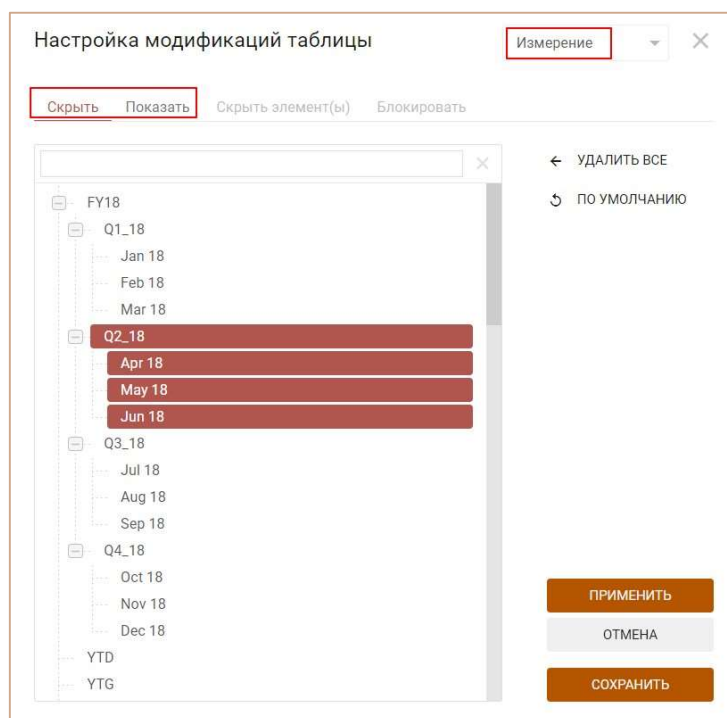 Настройка модификаций таблицы
Измерение
Скрыть Показать Скрыть элемент(ы) Блокировать
УДАЛИТЬ ВСЕ
ПО УМОЛЧАНИЮ
FY18
Q1_18
Jan 18
Feb 18
Mar 18
Q2_18
Apr 18
May 18
Jun 18
Q3_18
Jul 18
Aug 18
Sep 18
Q4_18
Oct 18
Nov 18
Dec 18
YTD
YTG
ПРИМЕНИТЬ
ОТМЕНА
СОХРАНИТЬ